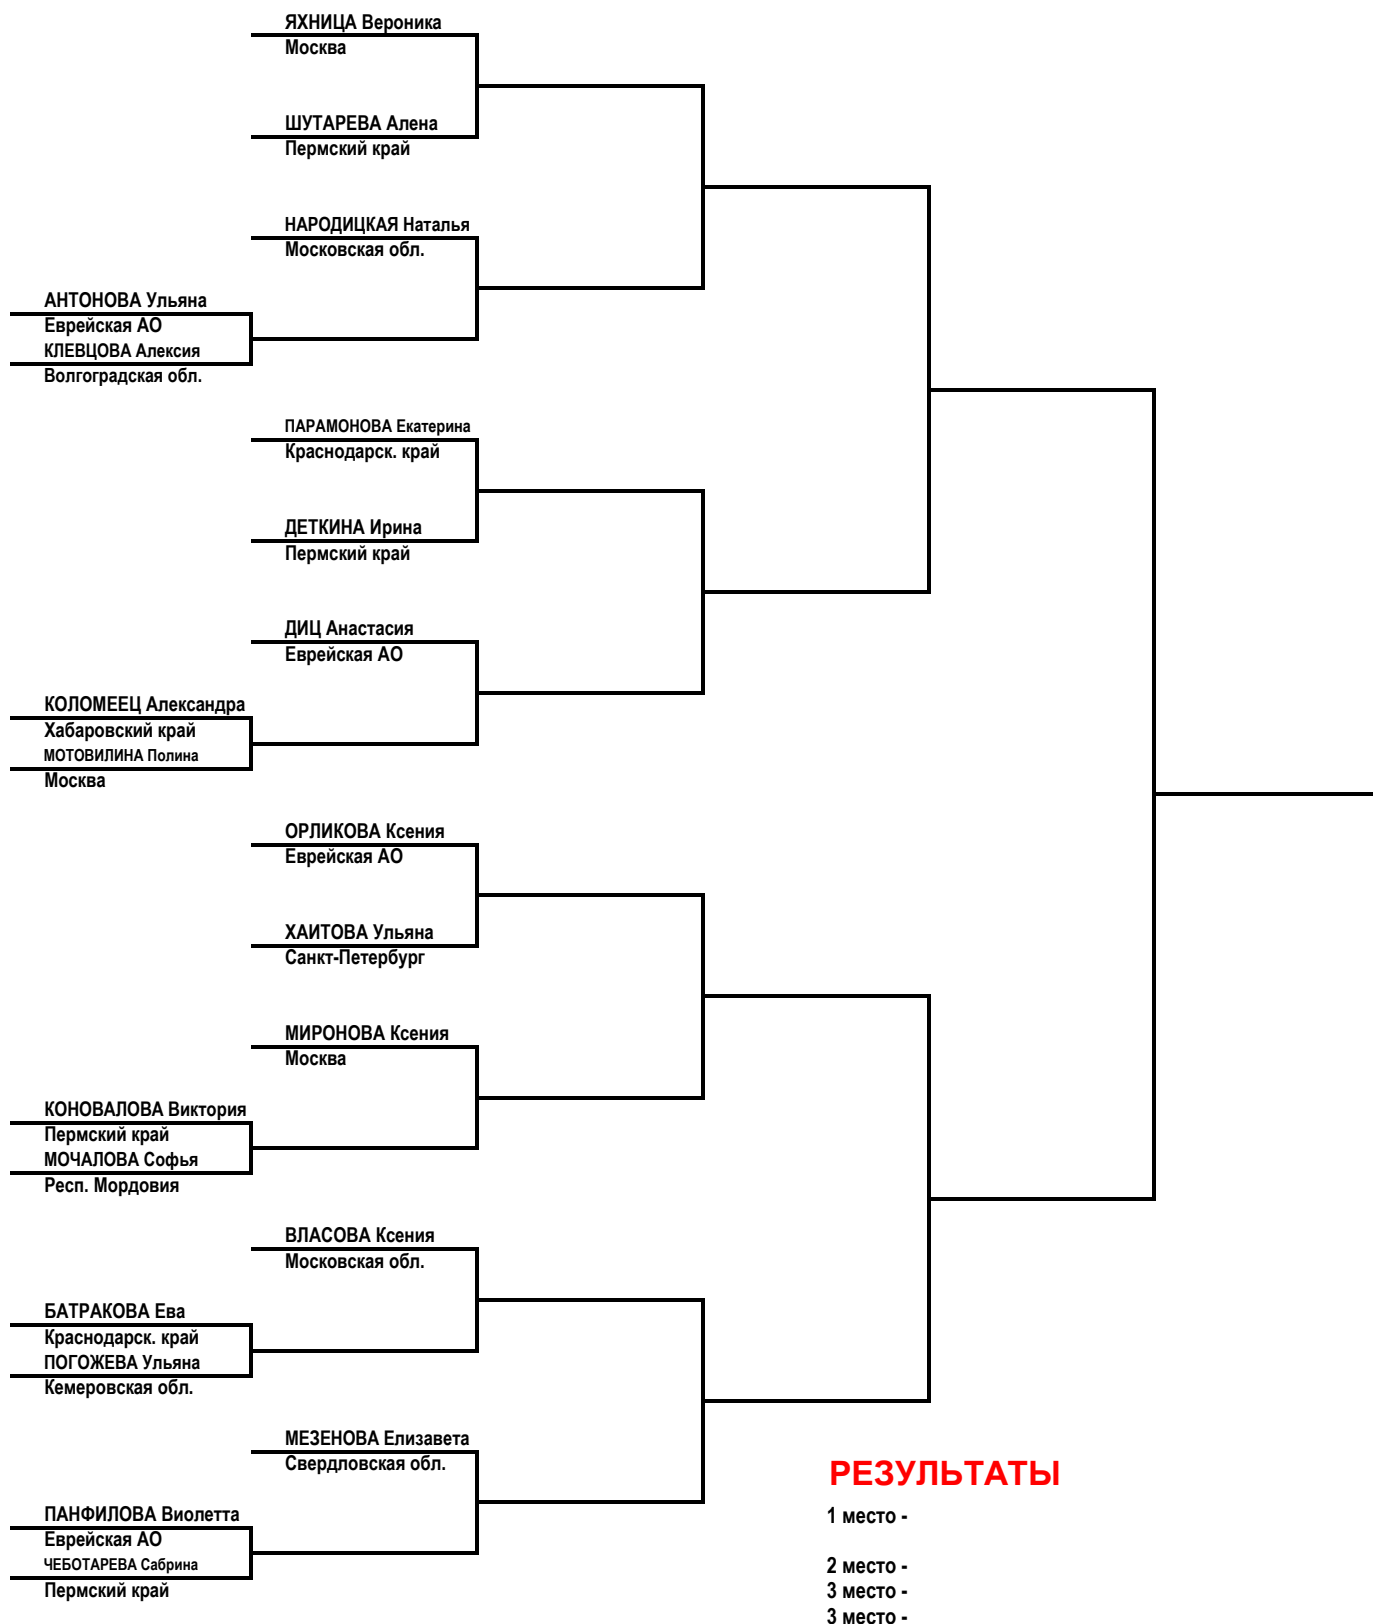 ЯХНИЦА Вероника
Москва
ШУТАРЕВА Алена
Пермский край
НАРОДИЦКАЯ Наталья
Московская обл.
АНТОНОВА Ульяна
Еврейская АО
КЛЕВЦОВА Алексия
Волгоградская обл.
ПАРАМОНОВА Екатерина
Краснодарск. край
ДЕТКИНА Ирина
Пермский край
ДИЦ Анастасия
Еврейская АО
КОЛОМЕЕЦ Александра
Хабаровский край
МОТОВИЛИНА Полина
Москва
ОРЛИКОВА Ксения
Еврейская АО
ХАИТОВА Ульяна
Санкт-Петербург
МИРОНОВА Ксения
Москва
КОНОВАЛОВА Виктория
Пермский край
МОЧАЛОВА Софья
Респ. Мордовия
ВЛАСОВА Ксения
Московская обл.
БАТРАКОВА Ева
Краснодарск. край
ПОГОЖЕВА Ульяна
Кемеровская обл.
МЕЗЕНОВА Елизавета
Свердловская обл.
ПАНФИЛОВА Виолетта
Еврейская АО
ЧЕБОТАРЕВА Сабрина
Пермский край
РЕЗУЛЬТАТЫ
1 место -
2 место -
3 место -
3 место -